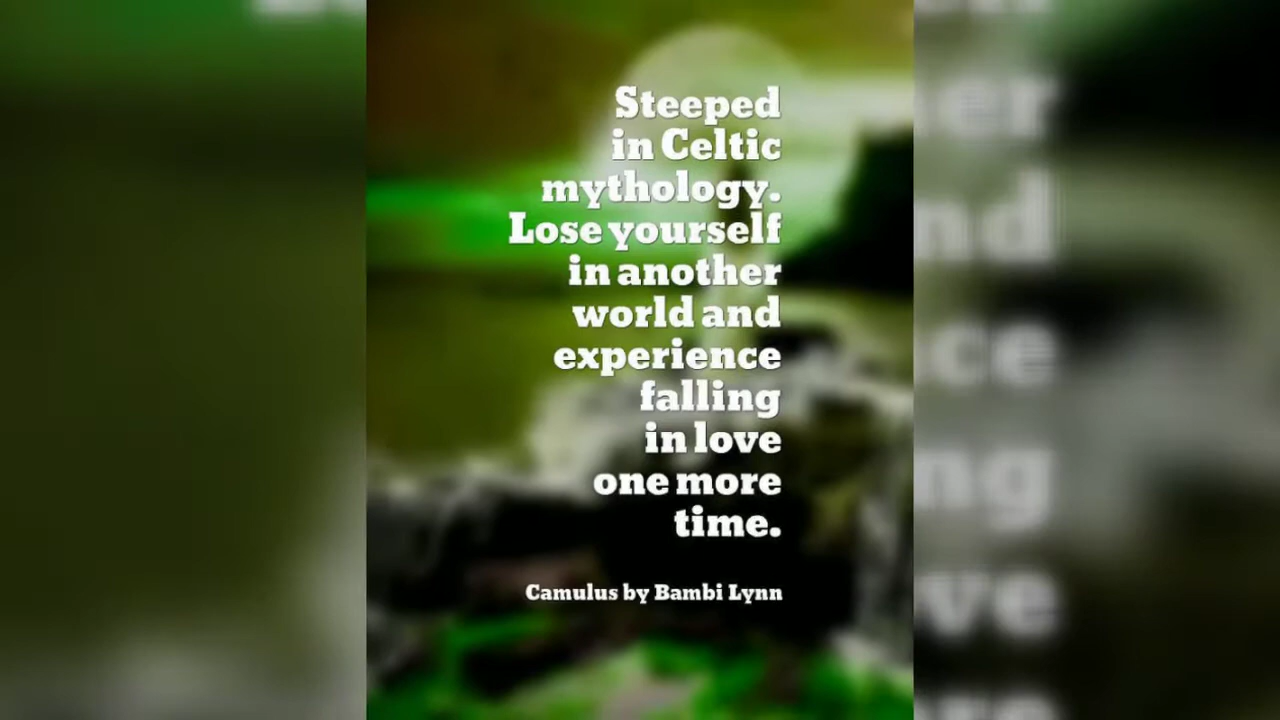 Steeped
in Celtic
mythology.
Lose yourself
in another
world and
experience
falling
in love
one more
time.
Camulus by Bambi Lynn